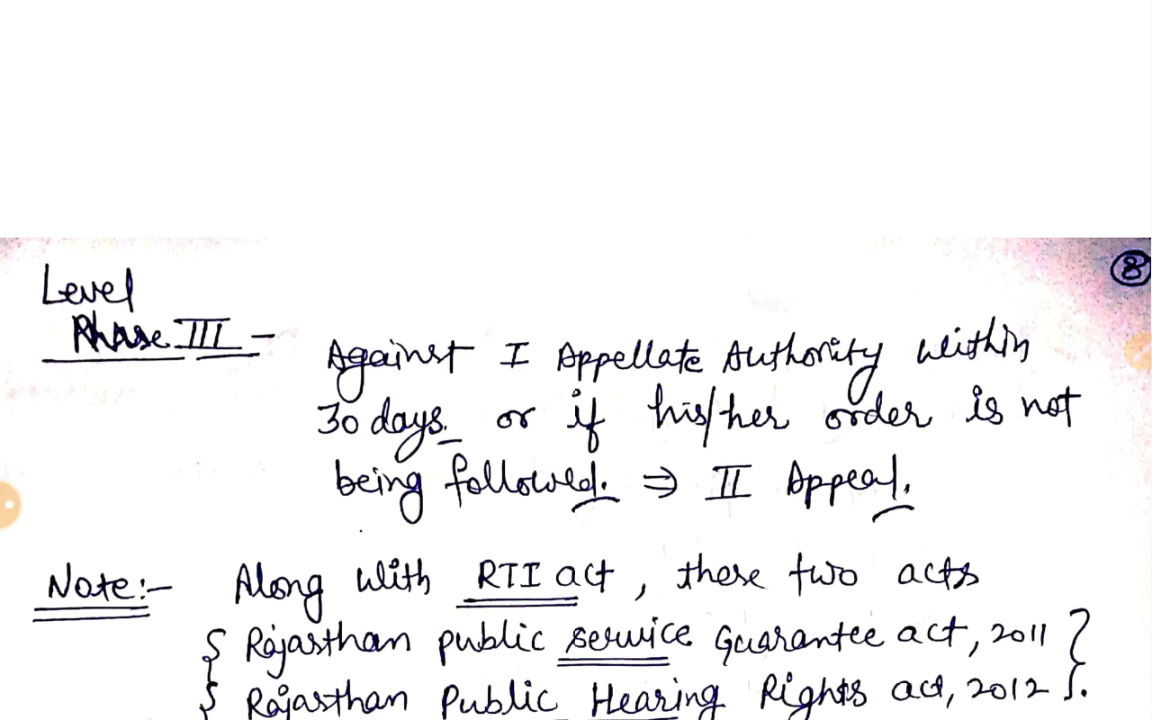 8
Level
Phase III -
Against I Appellate Authority within
30 days. or if his/her order is not
being followed. ⇒ II Appeal.
Note:- Along with RTI act, these two acts
{ Rajasthan public service Guarantee act, 2011 }
{ Rajasthan Public Hearing Rights act, 2012 }.